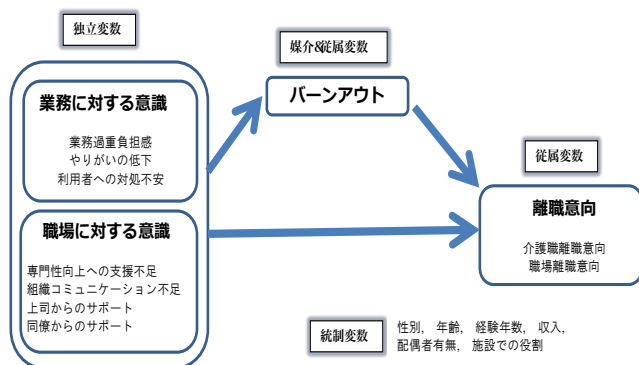 独立変数
業務に対する意識
業務過重負担感
やりがいの低下
利用者への対処不安
職場に対する意識
専門性向上への支援不足
組織コミュニケーション不足
上司からのサポート
同僚からのサポート
媒介&従属変数
バーンアウト
従属変数
離職意向
介護職離職意向
職場離職意向
統制変数
性別, 年齢, 経験年数, 収入,
配偶者有無, 施設での役割